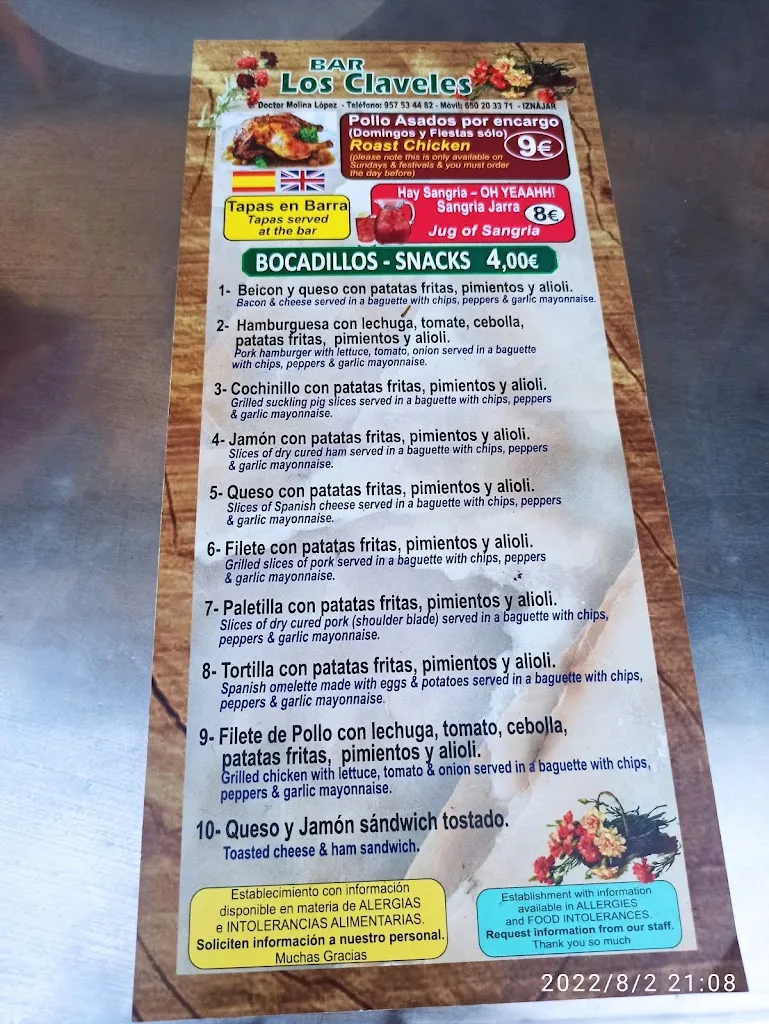 BAR
Los Claveles
Doctor Molina López - Teléfono: 957 53 44 82 - Móvil: 650 20 33 71 - IZNÁJAR
Pollo Asados por encargo
(Domingos y Fiestas sólo)
Roast Chicken
(please note this is only available on
Sundays & festivals & you must order
the day before)
9€
Tapas en Barra
Tapas served
at the bar
Hay Sangria – OH YEAAHH!
Sangria Jarra 8€
Jug of Sangria
BOCADILLOS - SNACKS 4,00€
1- Beicon y queso con patatas fritas, pimientos y alioli.
Bacon & cheese served in a baguette with chips, peppers & garlic mayonnaise.
2- Hamburguesa con lechuga, tomate, cebolla,
patatas fritas, pimientos y alioli.
Pork hamburger with lettuce, tomato, onion served in a baguette
with chips, peppers & garlic mayonnaise.
3- Cochinillo con patatas fritas, pimientos y alioli.
Grilled suckling pig slices served in a baguette with chips, peppers
& garlic mayonnaise.
4- Jamón con patatas fritas, pimientos y alioli.
Slices of dry cured ham served in a baguette with chips, peppers
& garlic mayonnaise.
5- Queso con patatas fritas, pimientos y alioli.
Slices of Spanish cheese served in a baguette with chips, peppers
& garlic mayonnaise.
6- Filete con patatas fritas, pimientos y alioli.
Grilled slices of pork served in a baguette with chips, peppers
& garlic mayonnaise.
7- Paletilla con patatas fritas, pimientos y alioli.
Slices of dry cured pork (shoulder blade) served in a baguette with chips,
peppers & garlic mayonnaise.
8- Tortilla con patatas fritas, pimientos y alioli.
Spanish omelette made with eggs & potatoes served in a baguette with chips,
peppers & garlic mayonnaise.
9- Filete de Pollo con lechuga, tomato, cebolla,
patatas fritas, pimientos y alioli.
Grilled chicken with lettuce, tomato & onion served in a baguette with chips,
peppers & garlic mayonnaise.
10- Queso y Jamón sándwich tostado.
Toasted cheese & ham sandwich.
Establecimiento con información
disponible en materia de ALERGIAS
e INTOLERANCIAS ALIMENTARIAS.
Soliciten información a nuestro personal.
Muchas Gracias
Establishment with information
available in ALLERGIES
and FOOD INTOLERANCES.
Request information from our staff.
Thank you so much
2022/8/2 21:08